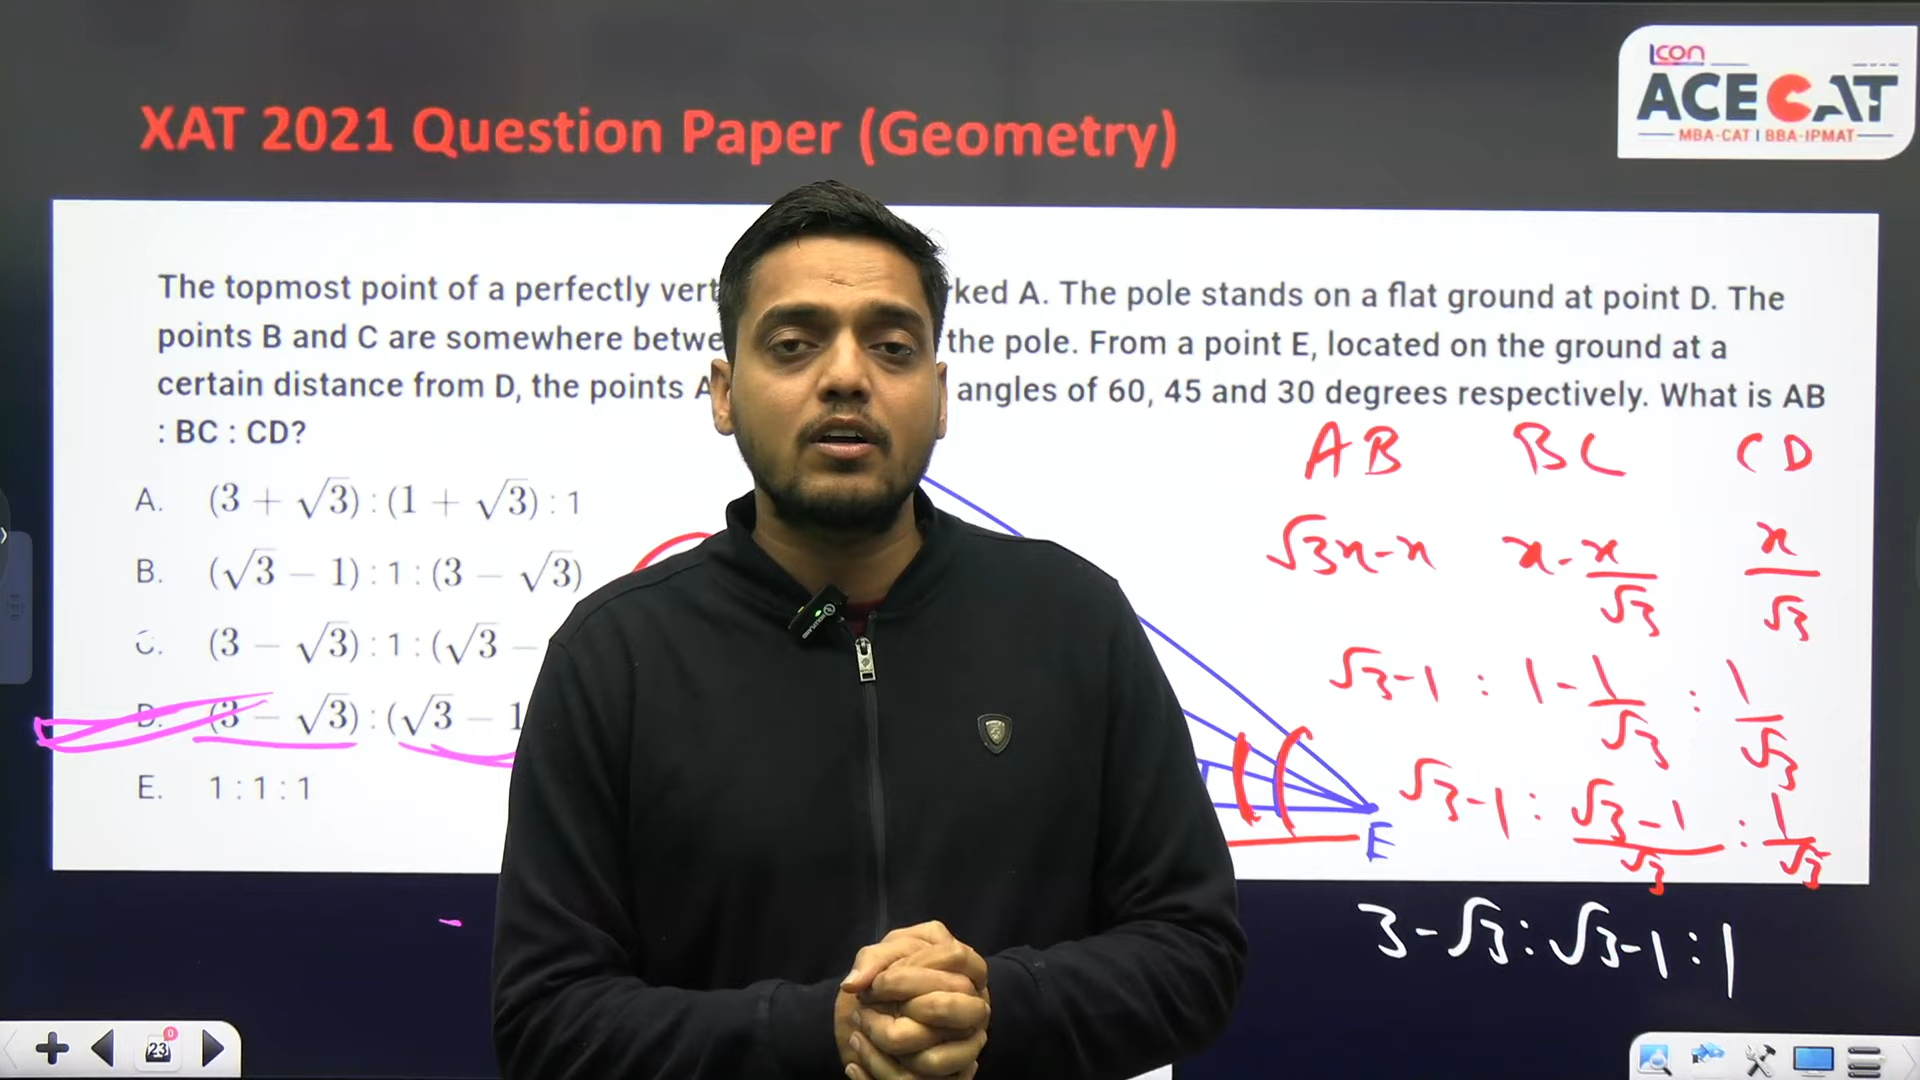 Icon
ACE CAT
MBA-CAT | BBA-IPMAT
XAT 2021 Question Paper (Geometry)
The topmost point of a perfectly vert ked A. The pole stands on a flat ground at point D. The
points B and C are somewhere betwe the pole. From a point E, located on the ground at a
certain distance from D, the points A angles of 60, 45 and 30 degrees respectively. What is AB
: BC : CD?
A. (3 + √3) : (1 + √3) : 1
B. (√3 − 1) : 1 : (3 − √3)
C. (3 − √3) : 1 : (√3 −
D. (3 − √3) : (√3 − 1
E. 1 : 1 : 1
AB BC CD
√3x-x x-x/√3 x/√3
√3-1 : 1-1/√3 : 1/√3
√3-1 : √3-1/√3 : 1/√3
E
3-√3 : √3-1 : 1
23
0